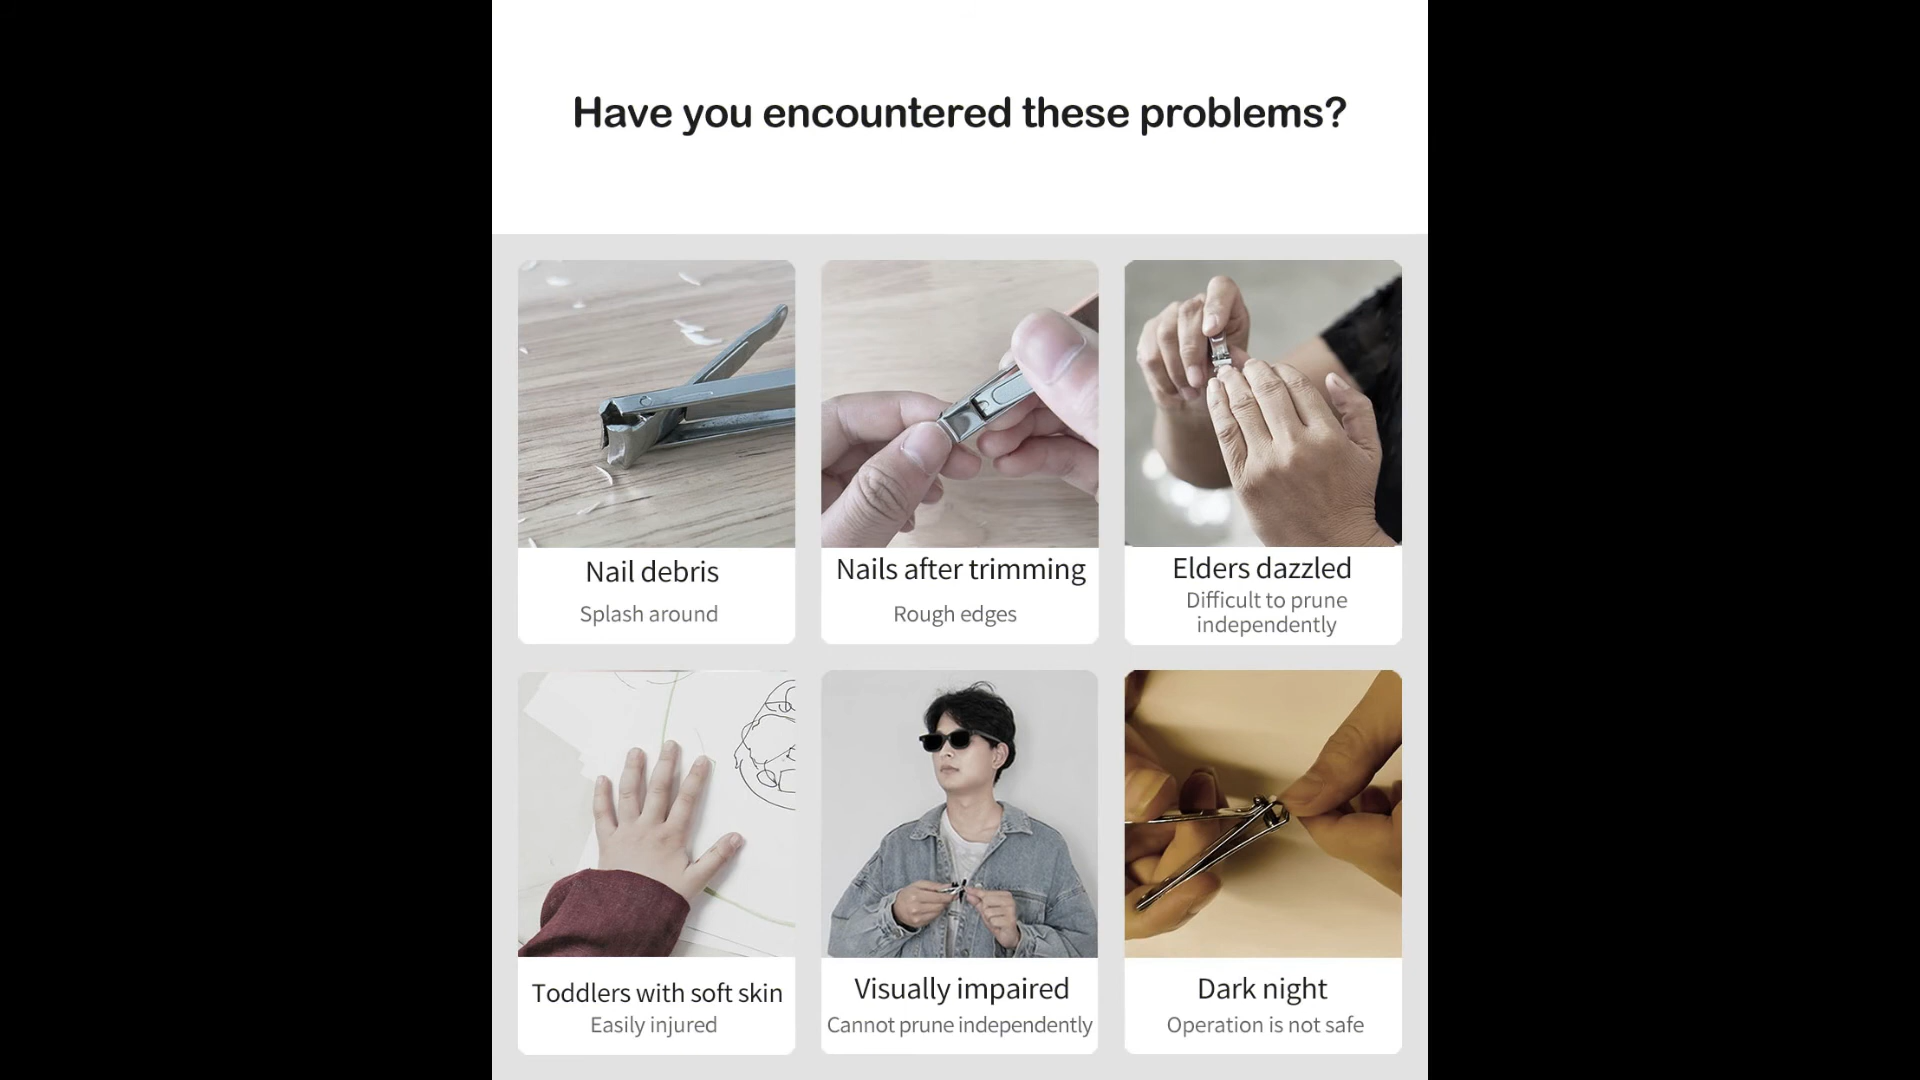 Have you encountered these problems?
Nail debris
Splash around
Nails after trimming
Rough edges
Elders dazzled
Difficult to prune
independently
Toddlers with soft skin
Easily injured
Visually impaired
Cannot prune independently
Dark night
Operation is not safe